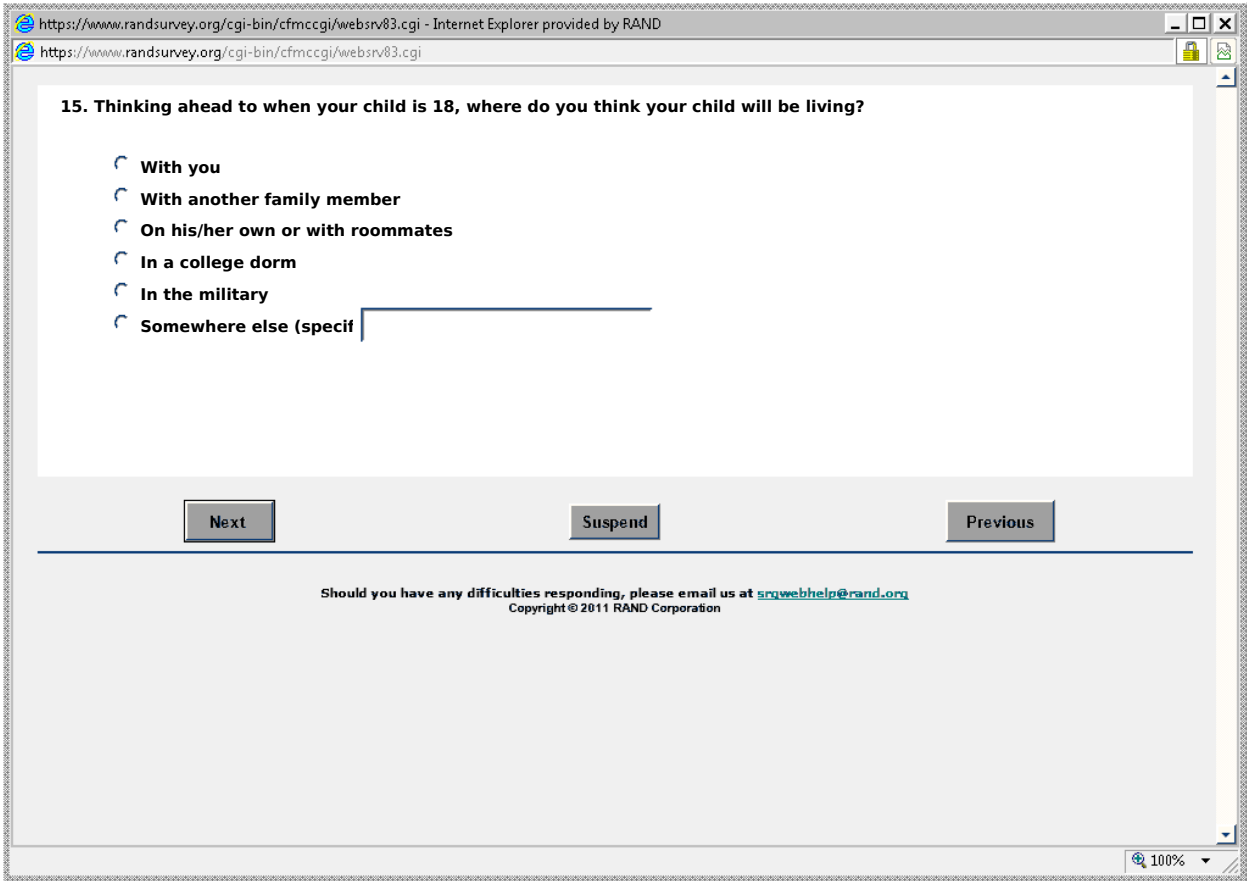 https://www.randsurvey.org/cgi-bin/cfmccgi/websrv83.cgi - Internet Explorer provided by RAND
https://www.randsurvey.org/cgi-bin/cfmccgi/websrv83.cgi
15. Thinking ahead to when your child is 18, where do you think your child will be living?
With you
With another family member
On his/her own or with roommates
In a college dorm
In the military
Somewhere else (specif
Next Suspend Previous
Should you have any difficulties responding, please email us at srgwebhelp@rand.org
Copyright © 2011 RAND Corporation
100%